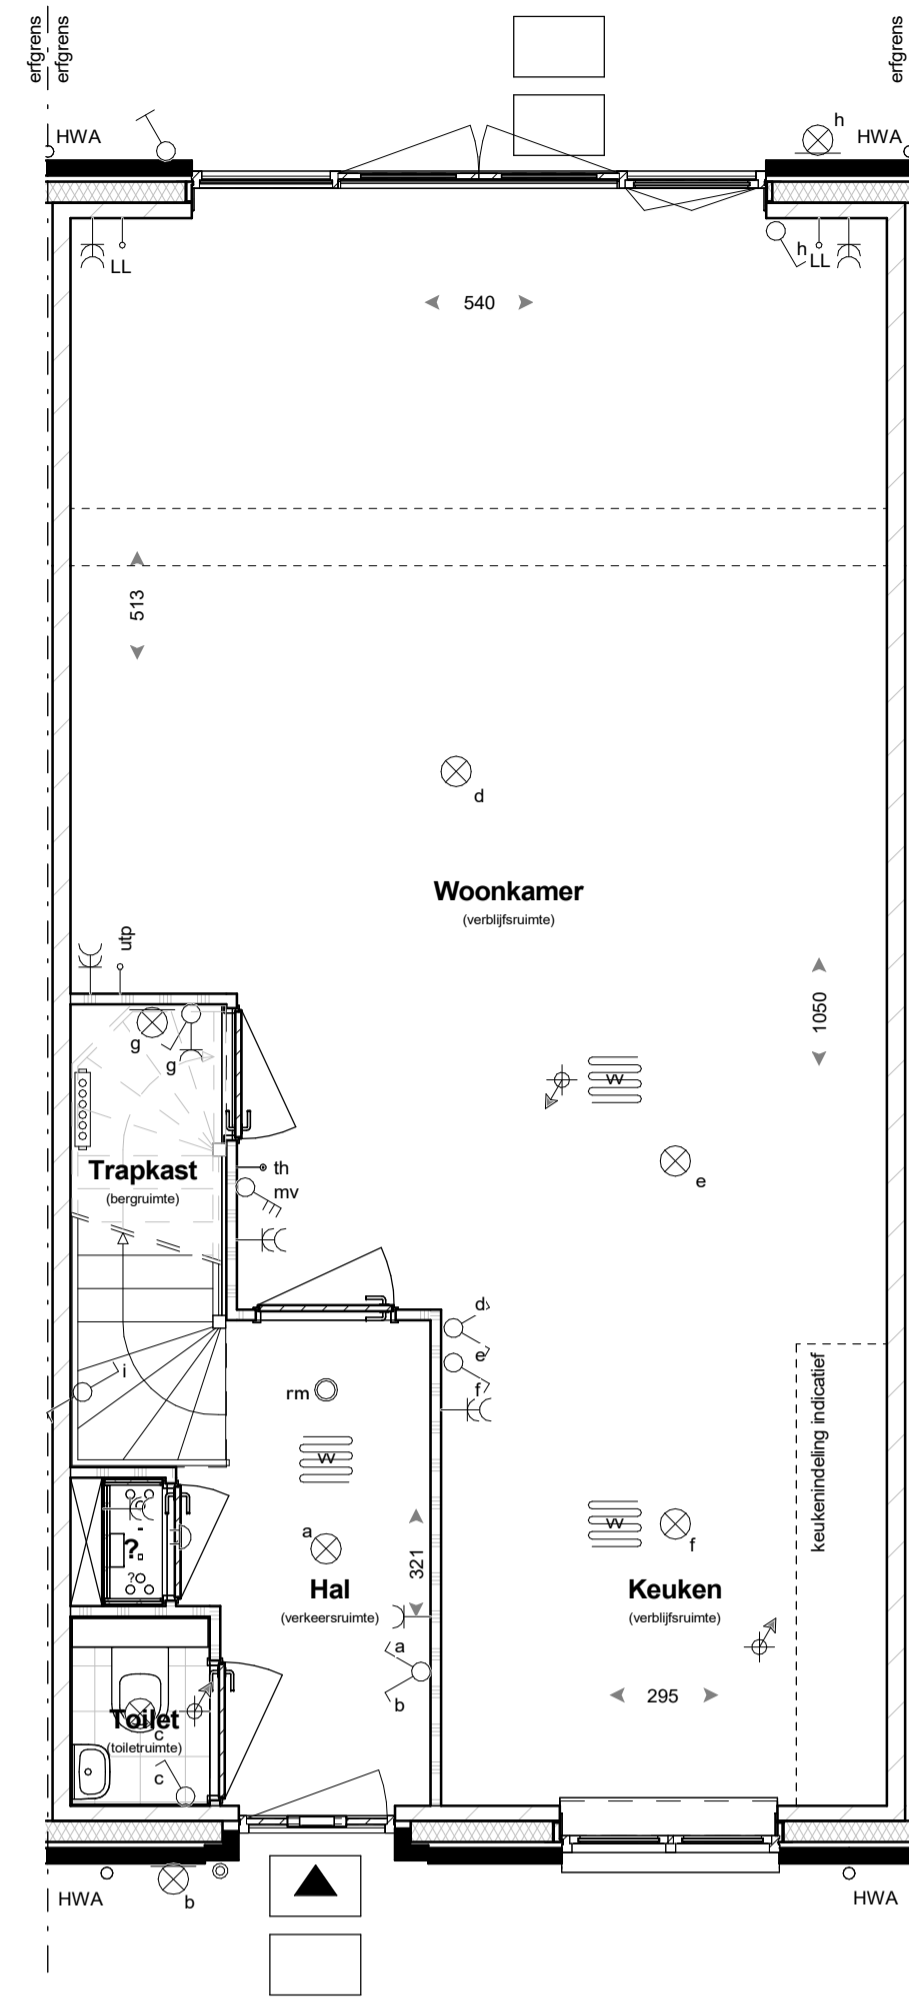 erfgrens
erfgrens
erfgrens
HWA
h
HWA
LL
h
LL
540
513
d
Woonkamer
(verblijfsruimte)
utp
1050
g
g
w
e
Trapkast
(bergruimte)
th
mv
d
e
f
i
rm
keukenindeling indicatief
w
w
a
f
?
?
321
Hal
(verkeersruimte)
Keuken
(verblijfsruimte)
a
b
295
Toilet
c
(toiletruimte)
c
HWA
b
HWA